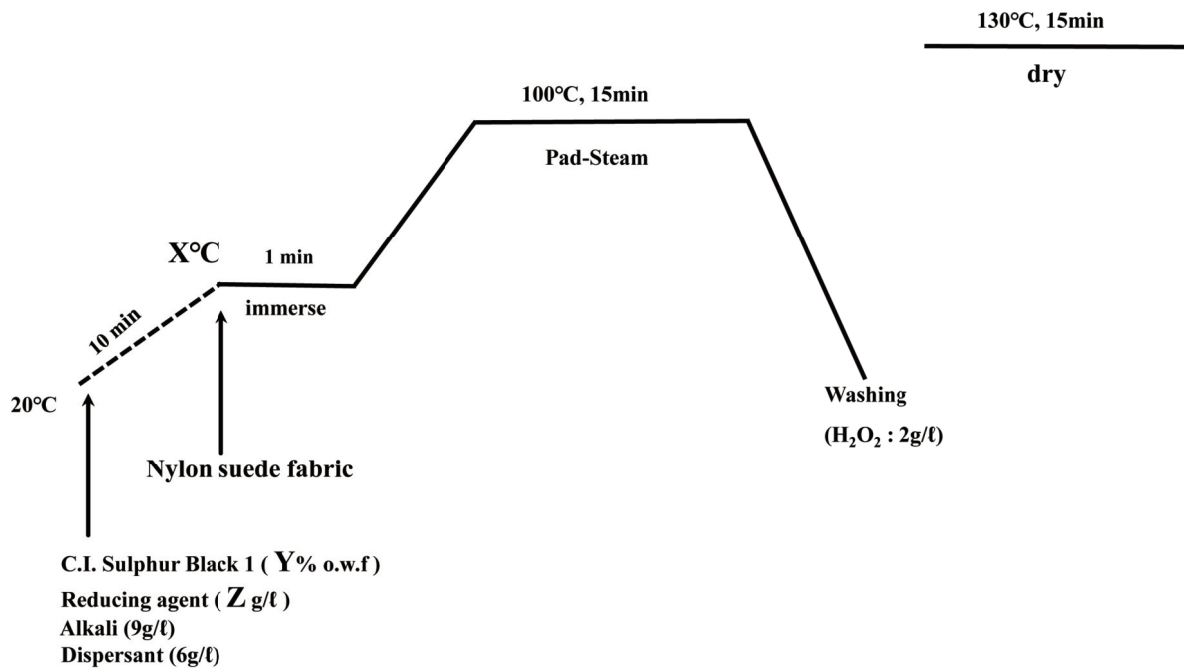 130°C, 15min
dry
100°C, 15min
Pad-Steam
X°C
1 min
immerse
10 min
20°C
Washing
(H₂O₂ : 2g/ℓ)
Nylon suede fabric
C.I. Sulphur Black 1 ( Y% o.w.f )
Reducing agent ( Z g/ℓ )
Alkali (9g/ℓ)
Dispersant (6g/ℓ)